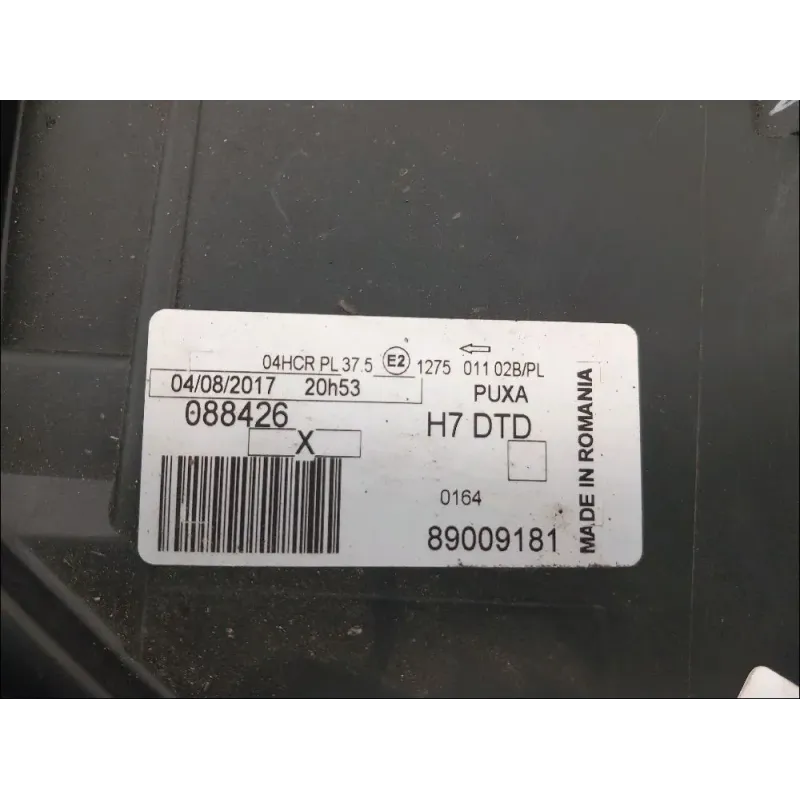 04HCR PL 37.5 E2 1275 ⇐ 011 02B/PL
04/08/2017 20h53 PUXA
088426 H7 DTD
X
0164
89009181
MADE IN ROMANIA